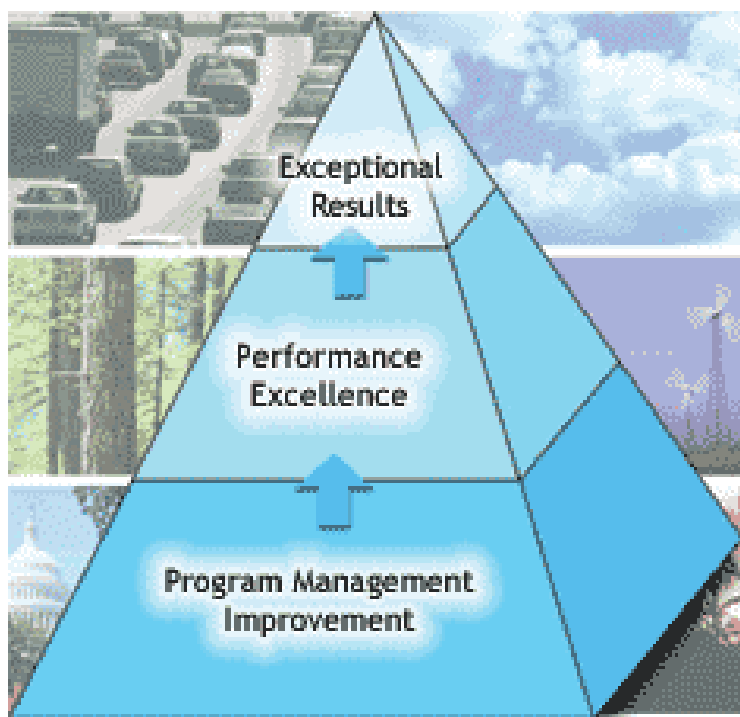 Exceptional
Results
Performance
Excellence
Program Management
Improvement